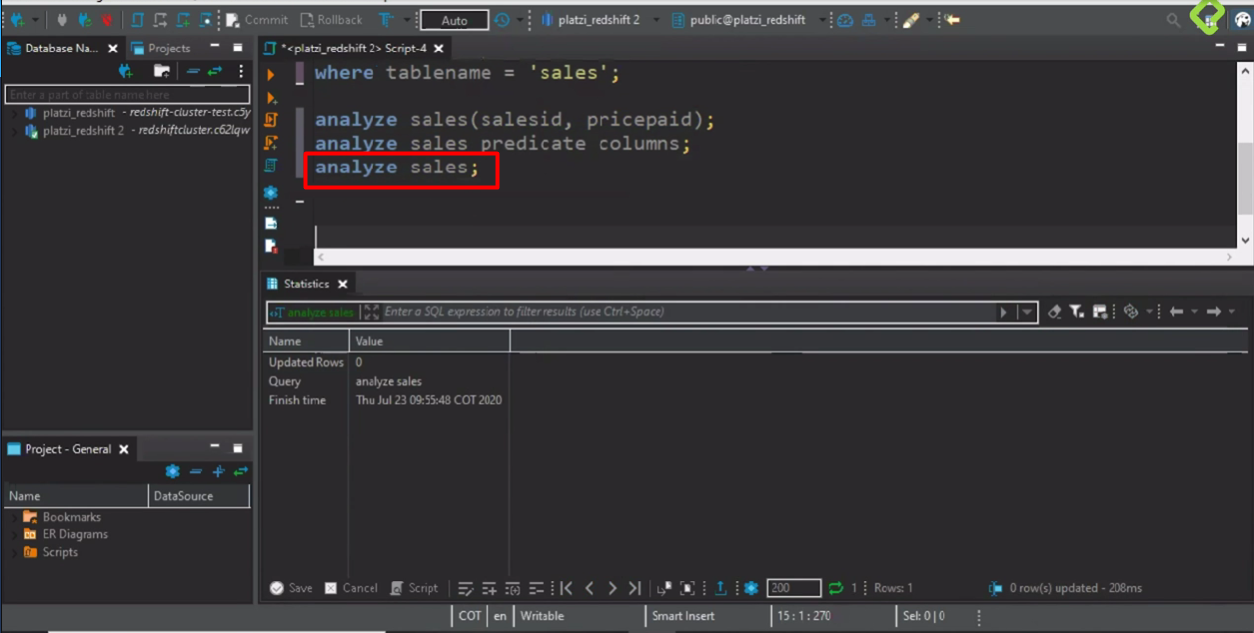 Commit Rollback T Auto platzi_redshift 2 public@platzi_redshift
Database Na... Projects
*<platzi_redshift 2> Script-4
Enter a part of table name here
platzi_redshift - redshift-cluster-test.c5y
platzi_redshift 2 - redshiftcluster.c62lqw
where tablename = 'sales';
analyze sales(salesid, pricepaid);
analyze sales predicate columns;
analyze sales;
Statistics
analyze sales Enter a SQL expression to filter results (use Ctrl+Space)
Name Value
Updated Rows 0
Query analyze sales
Finish time Thu Jul 23 09:55:48 COT 2020
Project - General
Name DataSource
Bookmarks
ER Diagrams
Scripts
Save Cancel Script 200 1 Rows: 1 0 row(s) updated - 208ms
COT en Writable Smart Insert 15 : 1 : 270 Sel: 0 | 0